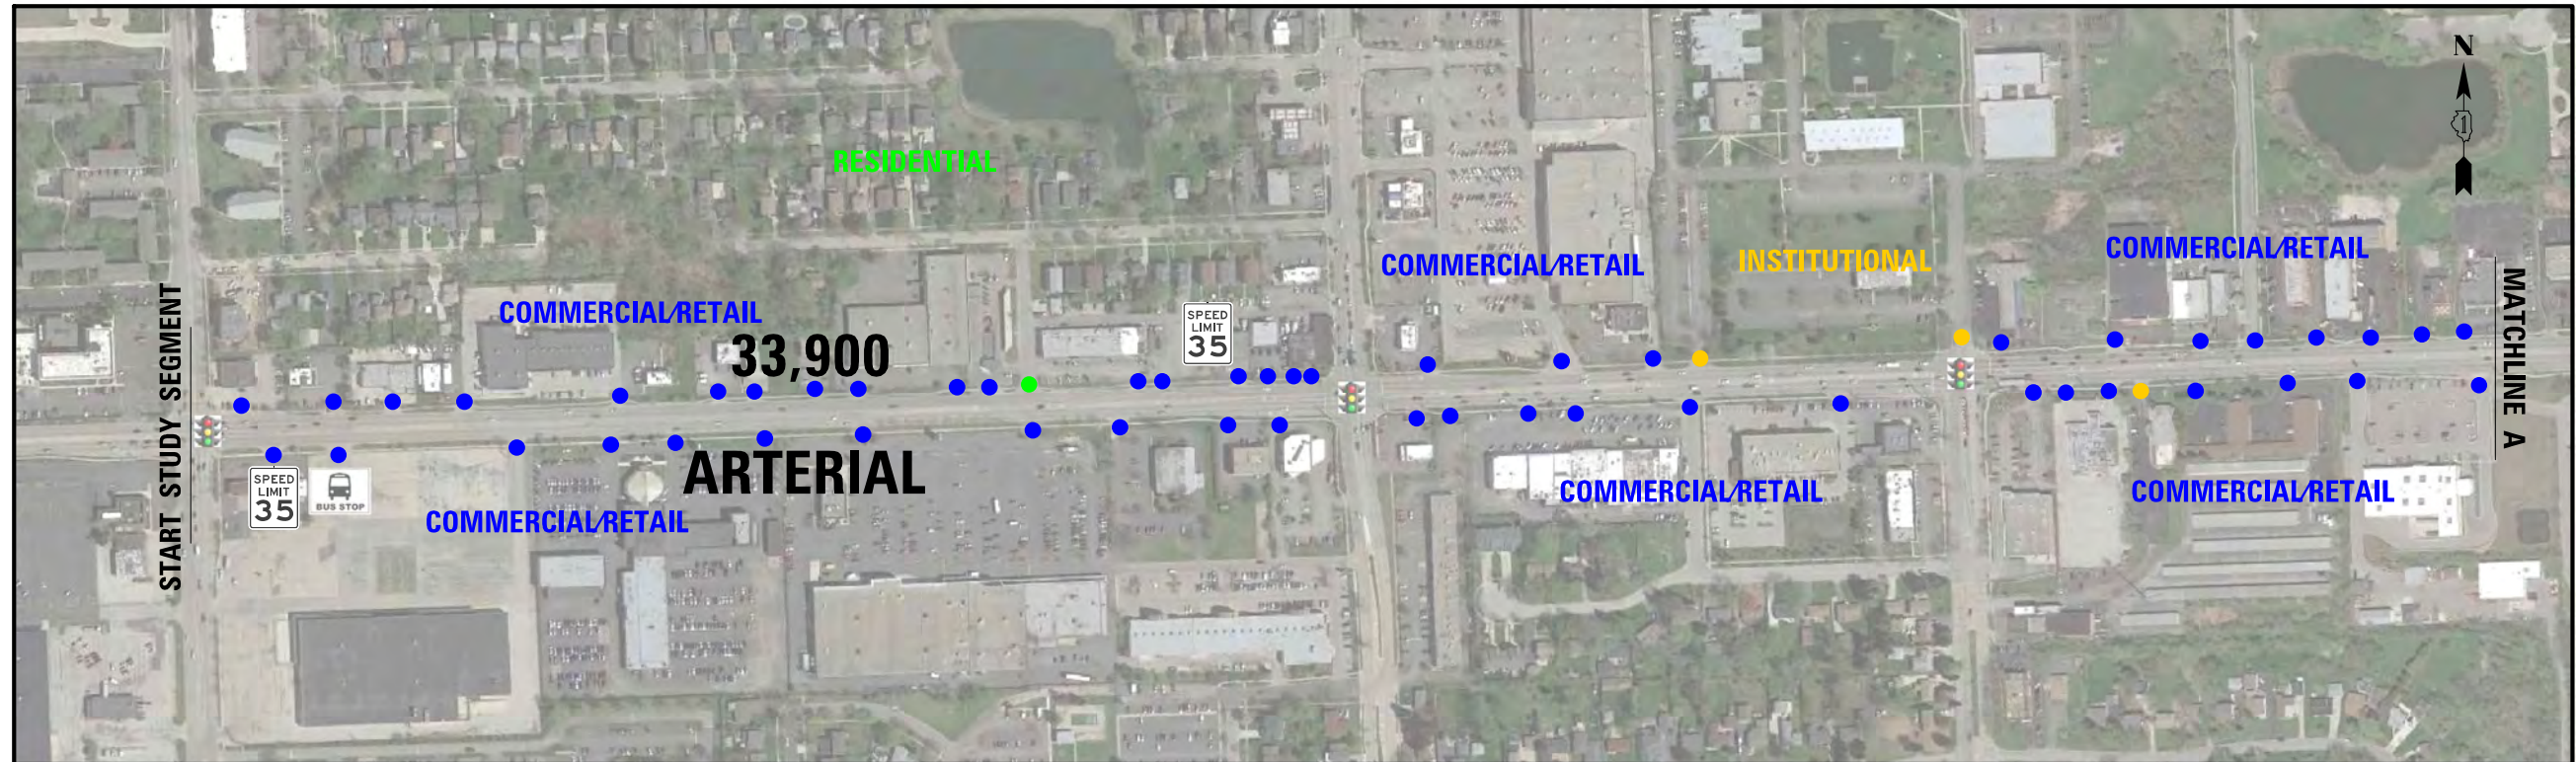 N
1
RESIDENTIAL
COMMERCIAL/RETAIL
INSTITUTIONAL
COMMERCIAL/RETAIL
COMMERCIAL/RETAIL
33,900
SPEED
LIMIT
35
START STUDY SEGMENT
MATCHLINE A
ARTERIAL
SPEED
LIMIT
35
BUS STOP
COMMERCIAL/RETAIL
COMMERCIAL/RETAIL
COMMERCIAL/RETAIL